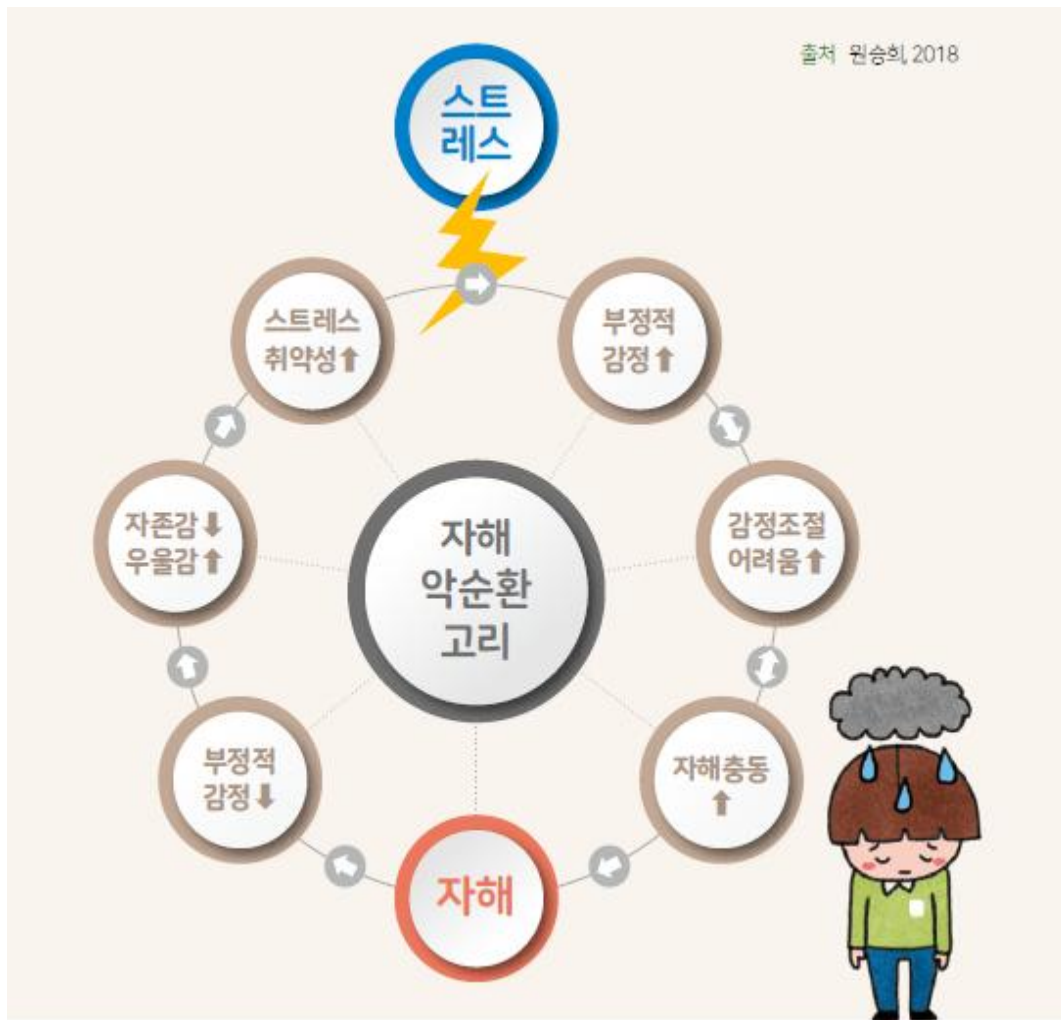 출처 원승희, 2018
스트
레스
스트레스
취약성⬆
부정적
감정⬆
자존감⬇
우울감⬆
감정조절
어려움⬆
자해
악순환
고리
부정적
감정⬇
자해충동
⬆
자해